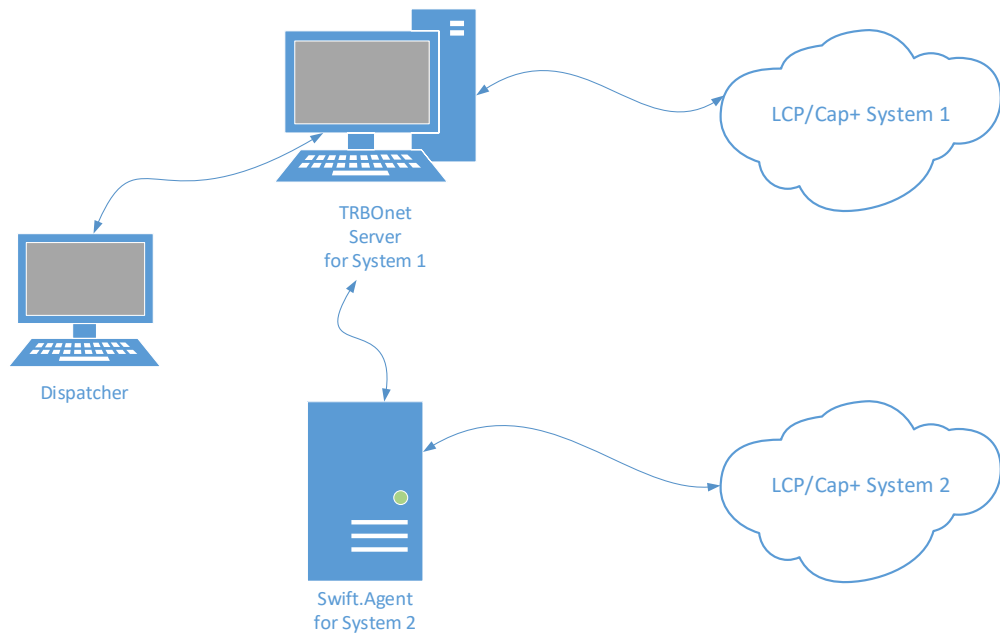 LCP/Cap+ System 1
TRBOnet
Server
for System 1
Dispatcher
LCP/Cap+ System 2
Swift.Agent
for System 2